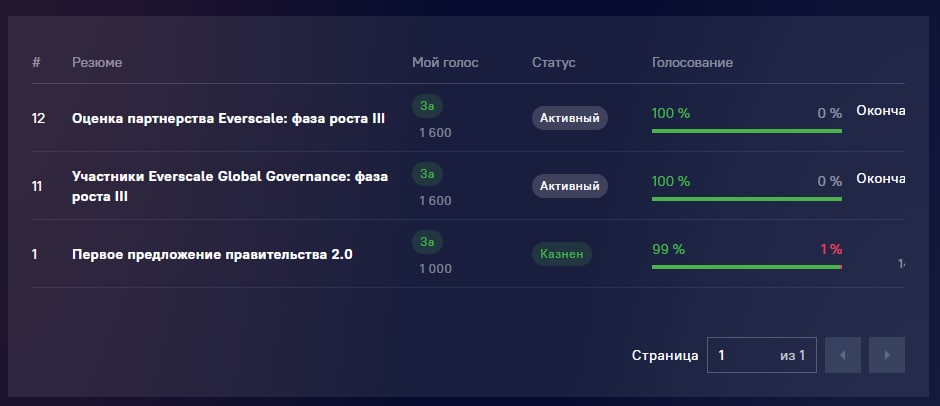 # Резюме Мой голос Статус Голосование
12 Оценка партнерства Everscale: фаза роста III За 1 600 Активный 100 % 0 % Оконча
11 Участники Everscale Global Governance: фаза роста III За 1 600 Активный 100 % 0 % Оконча
1 Первое предложение правительства 2.0 За 1 000 Казнен 99 % 1 %
Страница 1 из 1